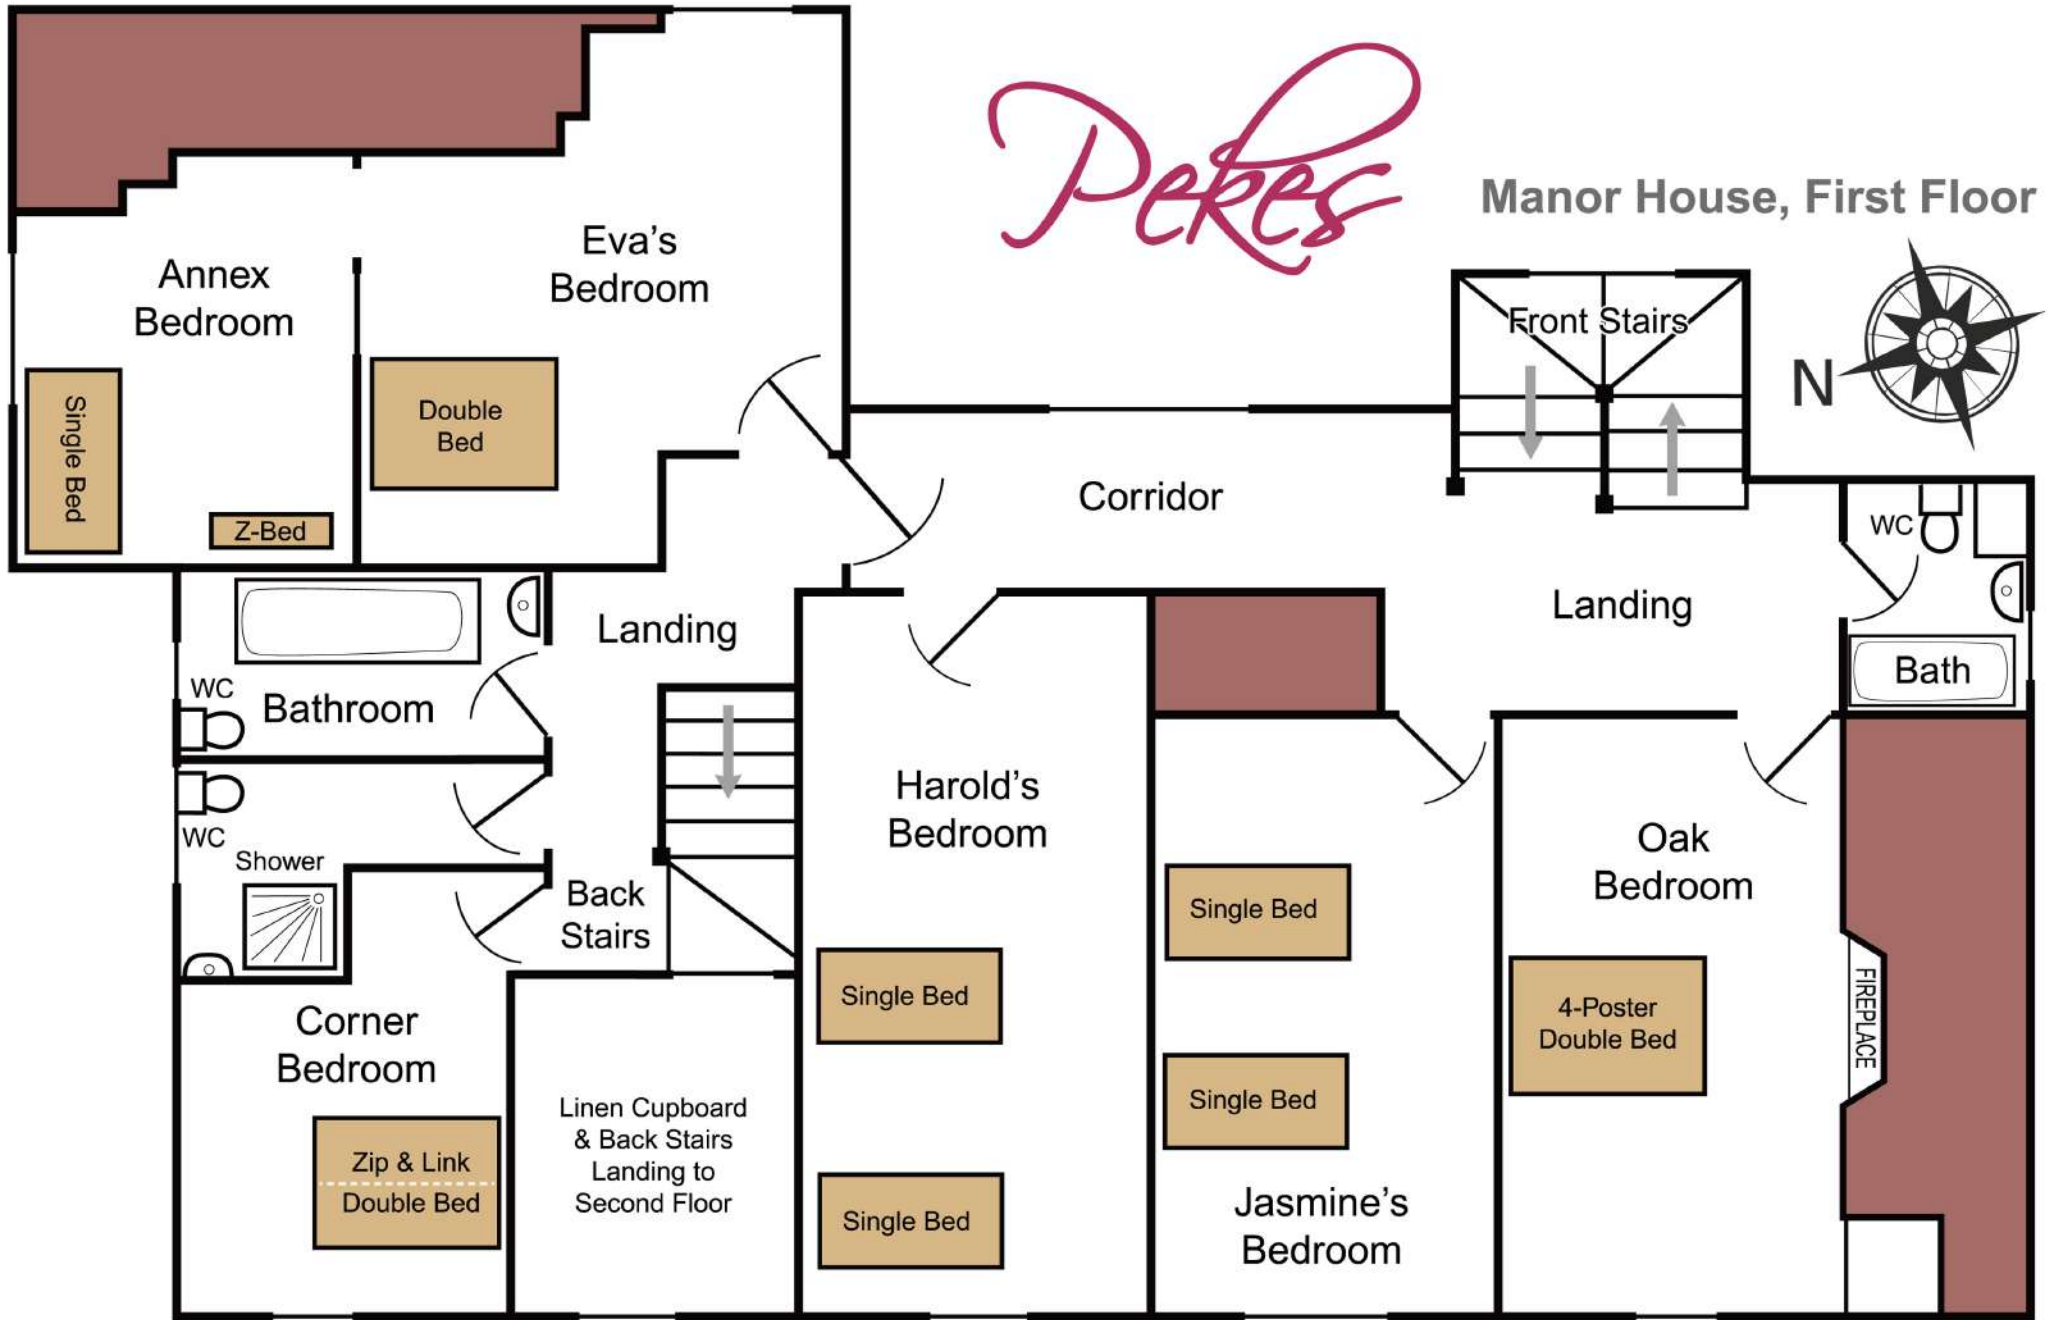 Pekes
Manor House, First Floor
N
Eva’s
Bedroom
Annex
Bedroom
Single Bed
Z-Bed
Double
Bed
Front Stairs
Corridor
Landing
WC
Bath
Landing
WC
Bathroom
WC
Shower
Back
Stairs
Corner
Bedroom
Zip & Link
Double Bed
Linen Cupboard
& Back Stairs
Landing to
Second Floor
Harold’s
Bedroom
Single Bed
Single Bed
Single Bed
Single Bed
Jasmine’s
Bedroom
Oak
Bedroom
4-Poster
Double Bed
FIREPLACE